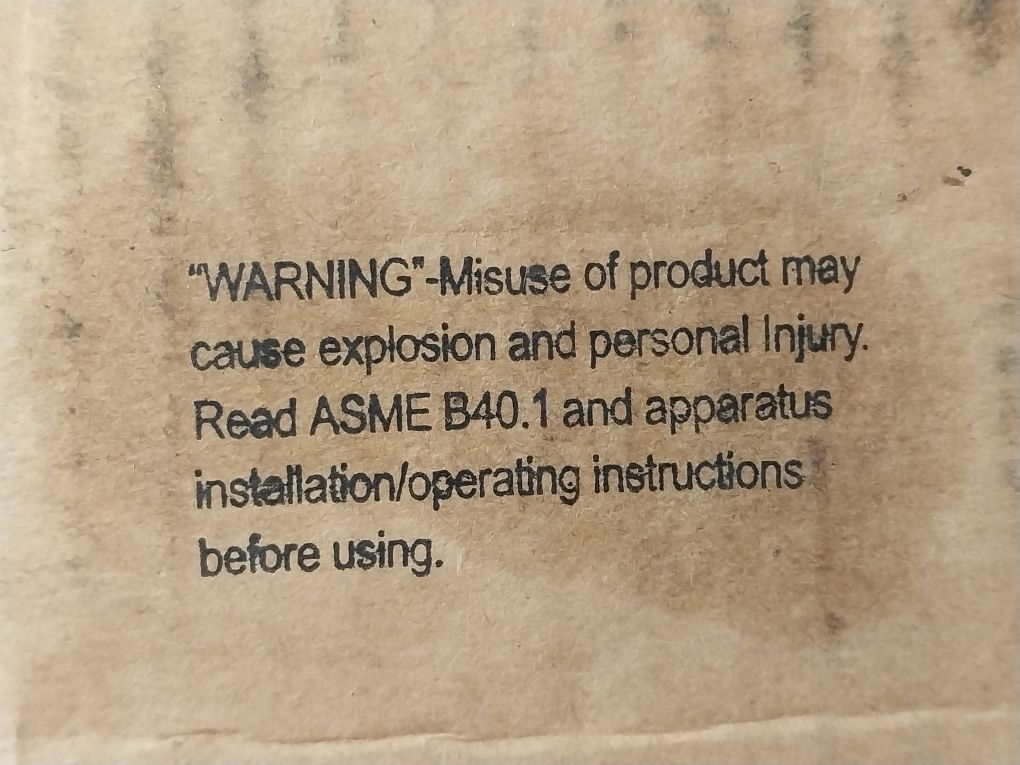 “WARNING”-Misuse of product may
cause explosion and personal Injury.
Read ASME B40.1 and apparatus
installation/operating instructions
before using.